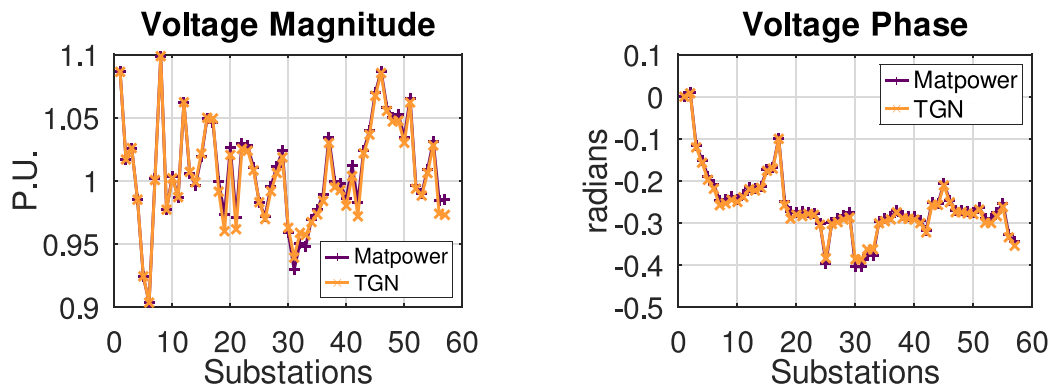 Voltage Magnitude
P.U.
1.1
1.05
1
0.95
0.9
0 10 20 30 40 50 60
Substations
Matpower
TGN
Voltage Phase
radians
0.1
0
-0.1
-0.2
-0.3
-0.4
-0.5
0 10 20 30 40 50 60
Substations
Matpower
TGN